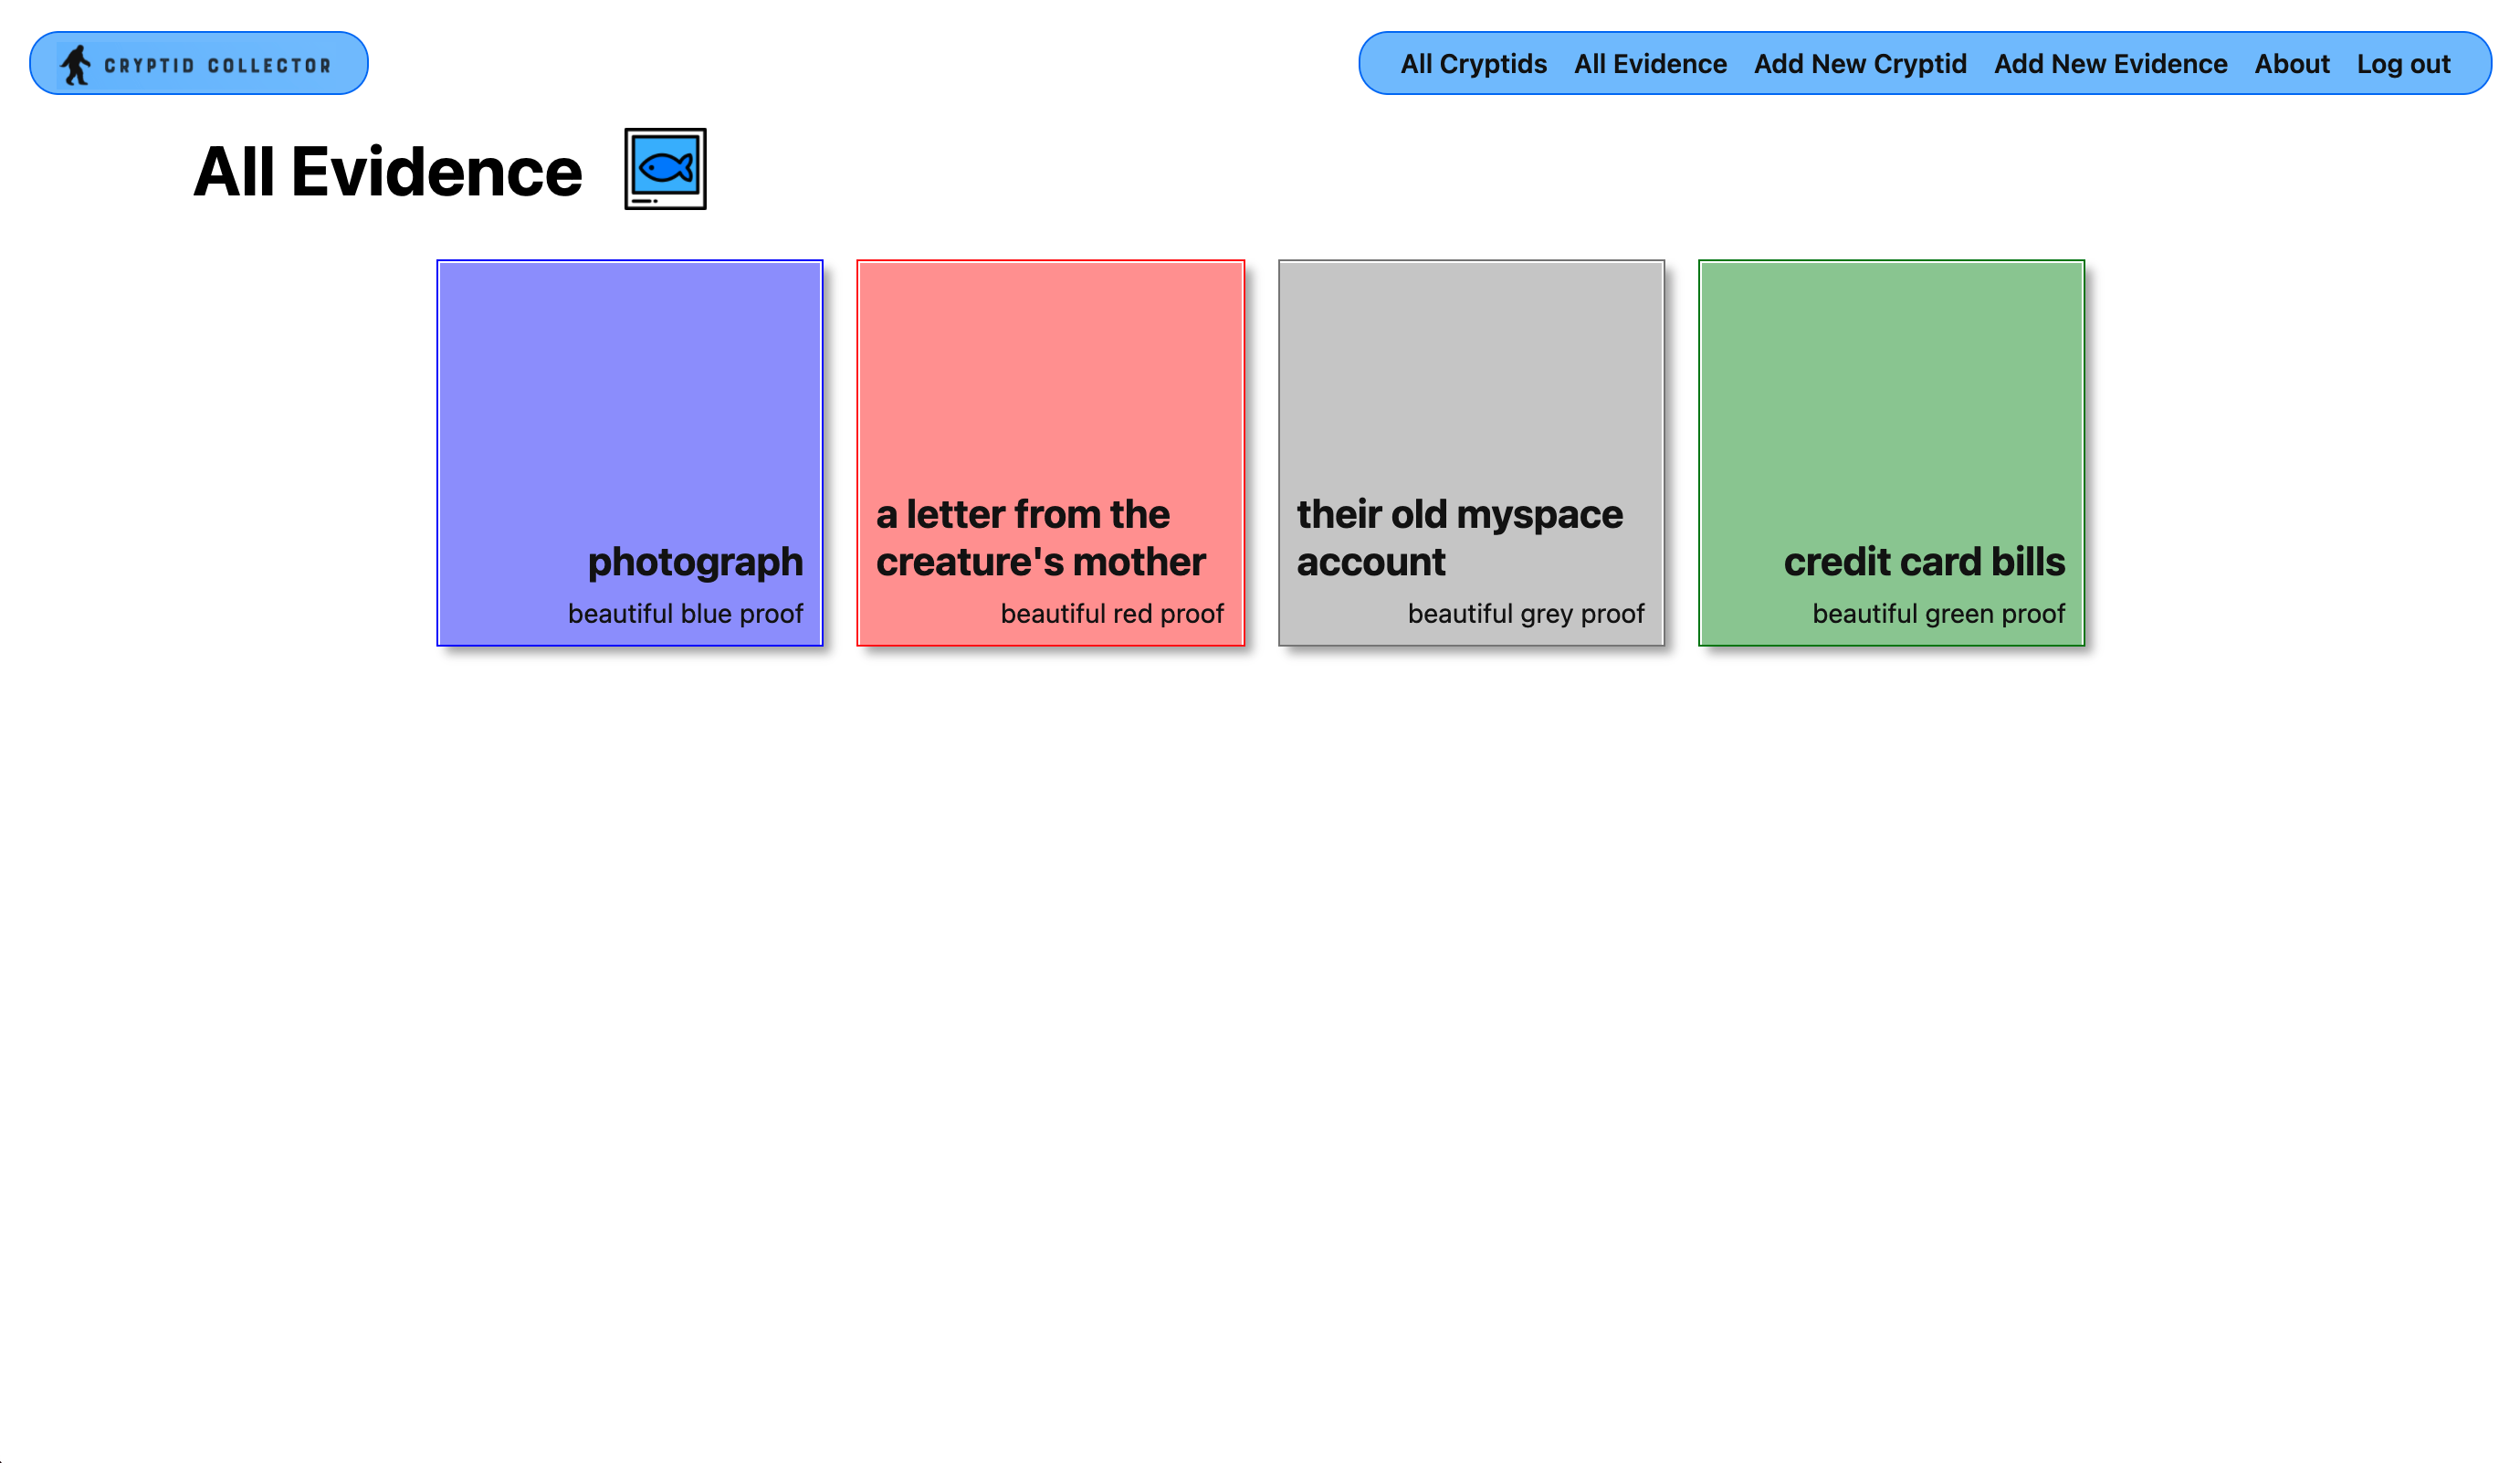 CRYPTID COLLECTOR
All Cryptids All Evidence Add New Cryptid Add New Evidence About Log out
All Evidence
photograph
beautiful blue proof
a letter from the
creature's mother
beautiful red proof
their old myspace
account
beautiful grey proof
credit card bills
beautiful green proof